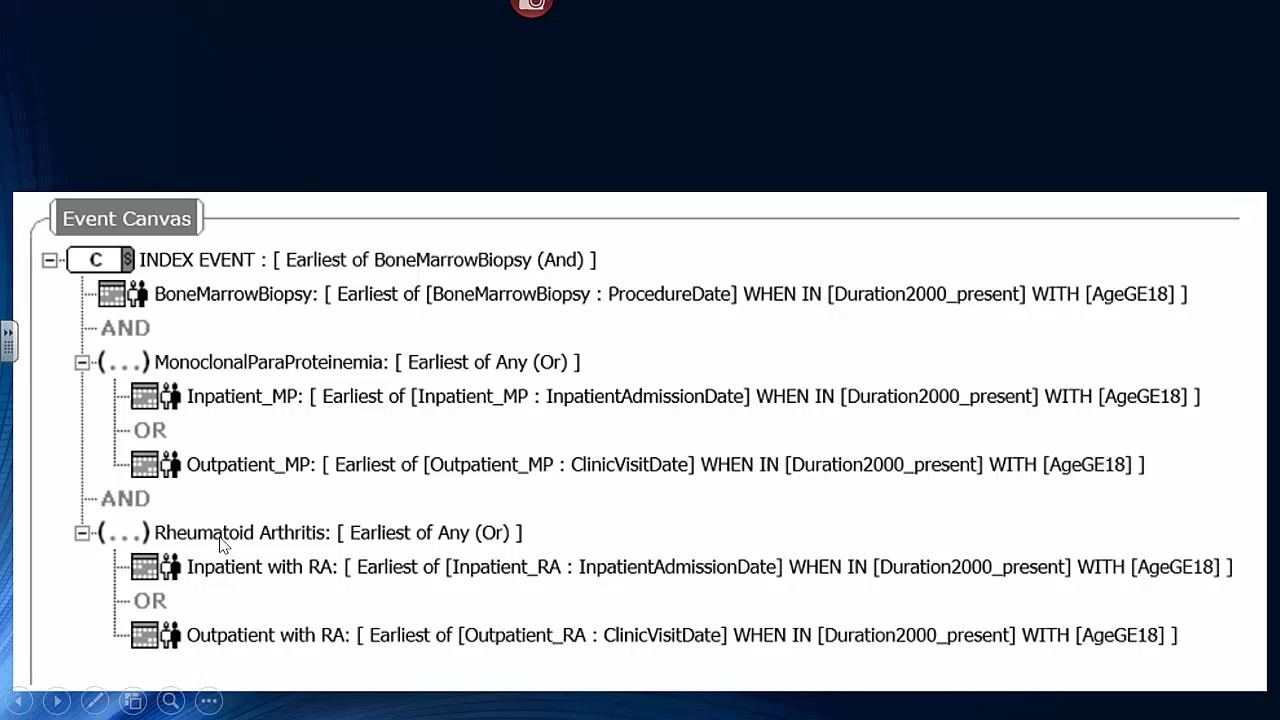 Event Canvas
C S INDEX EVENT : [ Earliest of BoneMarrowBiopsy (And) ]
BoneMarrowBiopsy: [ Earliest of [BoneMarrowBiopsy : ProcedureDate] WHEN IN [Duration2000_present] WITH [AgeGE18] ]
AND
(...) MonoclonalParaProteinemia: [ Earliest of Any (Or) ]
Inpatient_MP: [ Earliest of [Inpatient_MP : InpatientAdmissionDate] WHEN IN [Duration2000_present] WITH [AgeGE18] ]
OR
Outpatient_MP: [ Earliest of [Outpatient_MP : ClinicVisitDate] WHEN IN [Duration2000_present] WITH [AgeGE18] ]
AND
(...) Rheumatoid Arthritis: [ Earliest of Any (Or) ]
Inpatient with RA: [ Earliest of [Inpatient_RA : InpatientAdmissionDate] WHEN IN [Duration2000_present] WITH [AgeGE18] ]
OR
Outpatient with RA: [ Earliest of [Outpatient_RA : ClinicVisitDate] WHEN IN [Duration2000_present] WITH [AgeGE18] ]